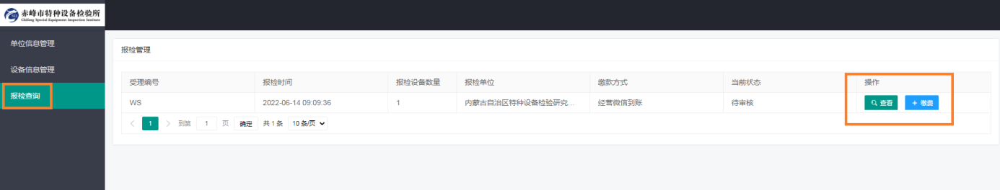 赤峰市特种设备检验所
Chifeng Special Equipment Inspection Institute
单位信息管理
设备信息管理
报检查询
报检管理
受理编号 报检时间 报检设备数量 报检单位 缴款方式 当前状态 操作
WS 2022-06-14 09:09:36 1 内蒙古自治区特种设备检验研究... 经营微信到账 待审核 查看 + 缴费
< 1 > 到第 1 页 确定 共 1 条 10 条/页